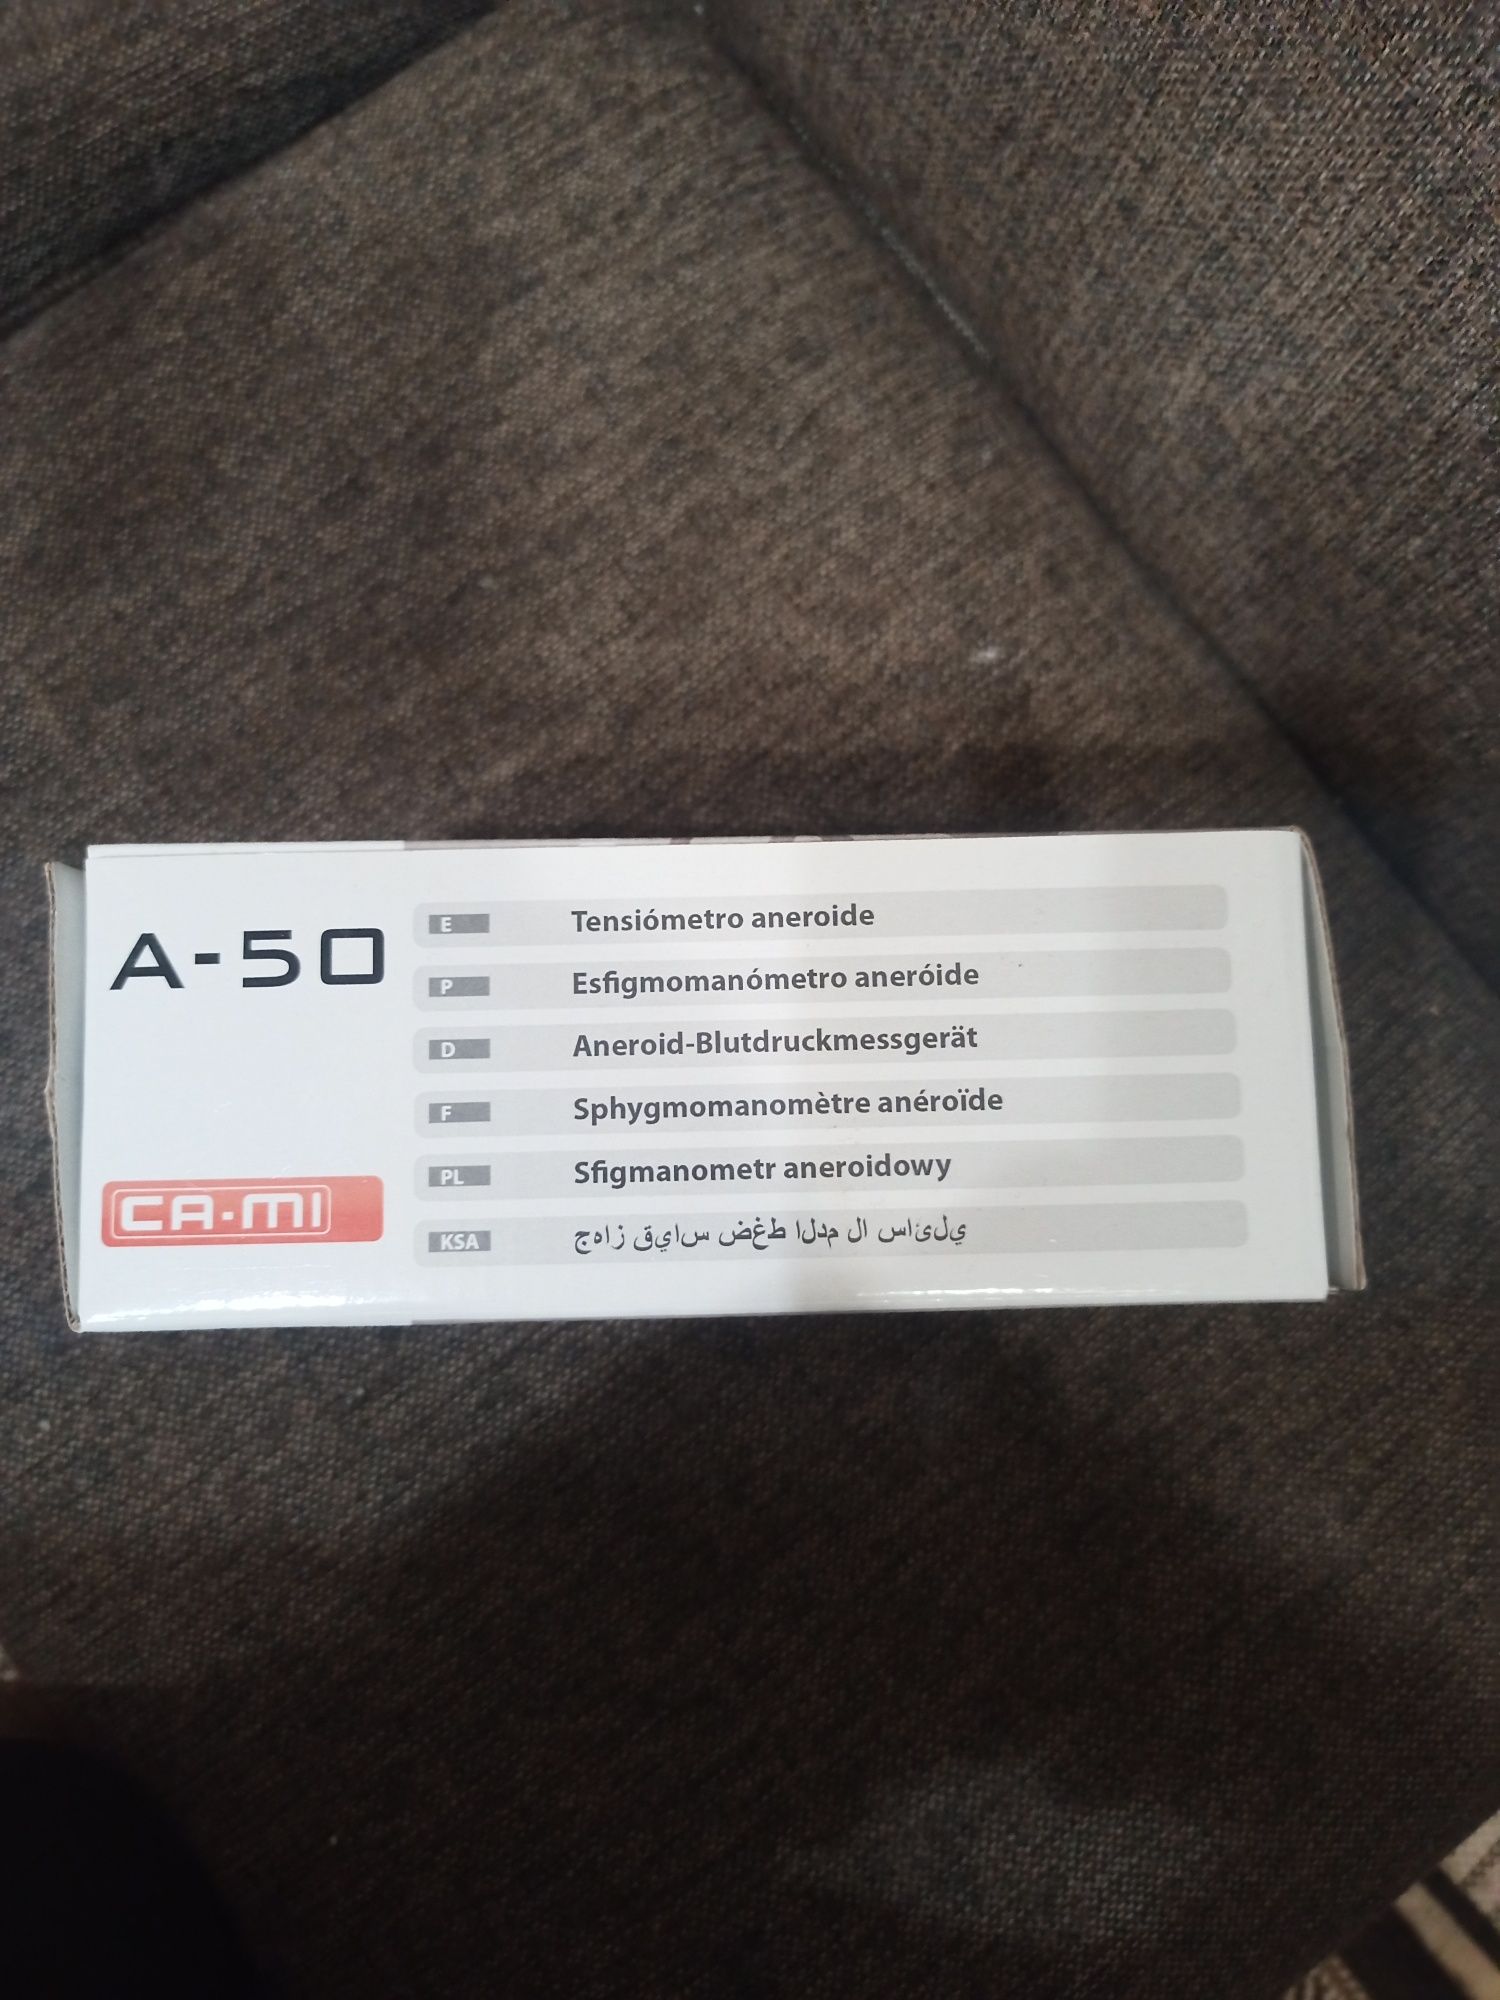 A-50
E Tensiómetro aneroide
P Esfigmomanómetro aneróide
D Aneroid-Blutdruckmessgerät
F Sphygmomanomètre anéroïde
PL Sfigmanometr aneroidowy
KSA جهاز قياس ضغط الدم لا سائلي
CA-MI